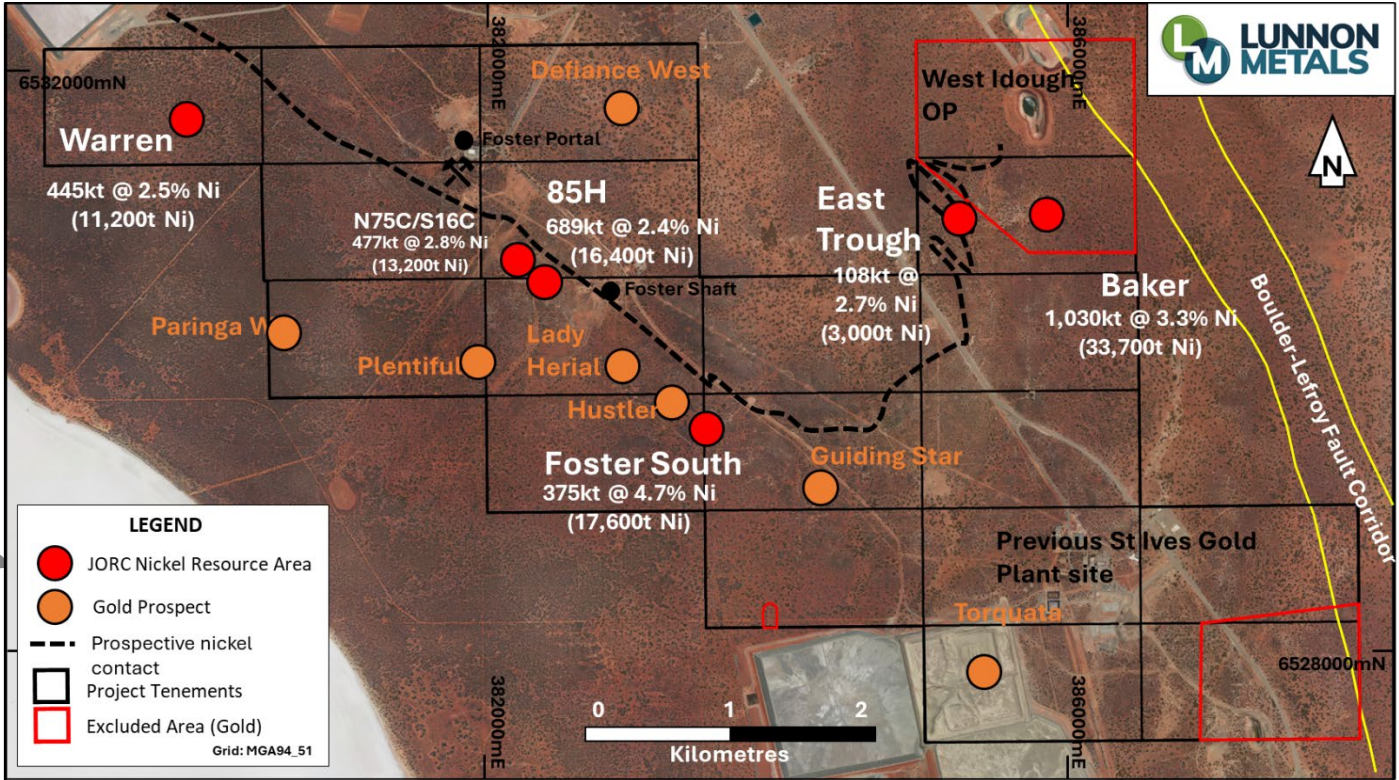 6532000mN
382000mE
386000mE
LM
LUNNON
METALS
Defiance West
West Idough
OP
N
Warren
445kt @ 2.5% Ni
(11,200t Ni)
Foster Portal
N75C/S16C
477kt @ 2.8% Ni
(13,200t Ni)
85H
689kt @ 2.4% Ni
(16,400t Ni)
East
Trough
108kt @
2.7% Ni
(3,000t Ni)
Baker
1,030kt @ 3.3% Ni
(33,700t Ni)
Boulder-Lefroy Fault Corridor
Foster Shaft
Paringa W
Plentiful
Lady
Herial
Hustler
Foster South
375kt @ 4.7% Ni
(17,600t Ni)
Guiding Star
Previous St Ives Gold
Plant site
Torquata
6528000mN
382000mE
386000mE
LEGEND
JORC Nickel Resource Area
Gold Prospect
Prospective nickel
contact
Project Tenements
Excluded Area (Gold)
Grid: MGA94_51
0 1 2
Kilometres